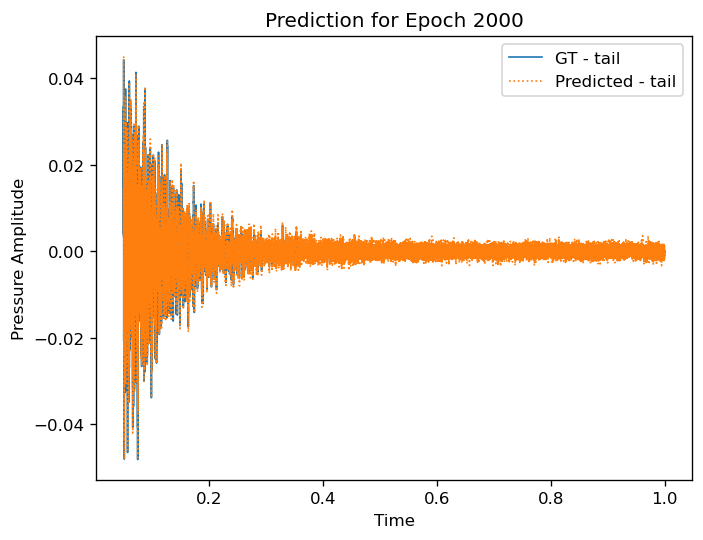 Prediction for Epoch 2000
GT - tail
Predicted - tail
Pressure Amplitude
0.04
0.02
0.00
−0.02
−0.04
0.2
0.4
0.6
0.8
1.0
Time